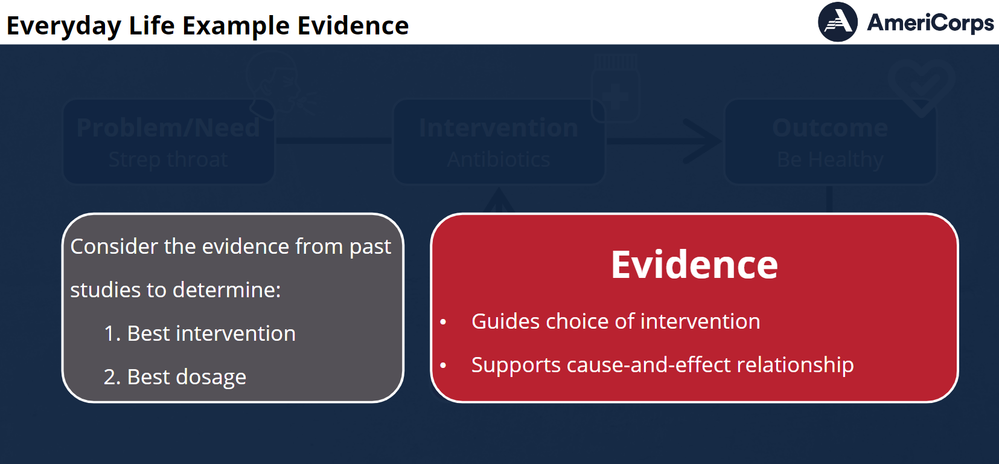 Everyday Life Example Evidence
AmeriCorps
Problem/Need
Strep throat
Intervention
Antibiotics
Outcome
Be Healthy
Consider the evidence from past
studies to determine:
1. Best intervention
2. Best dosage
Evidence
• Guides choice of intervention
• Supports cause-and-effect relationship